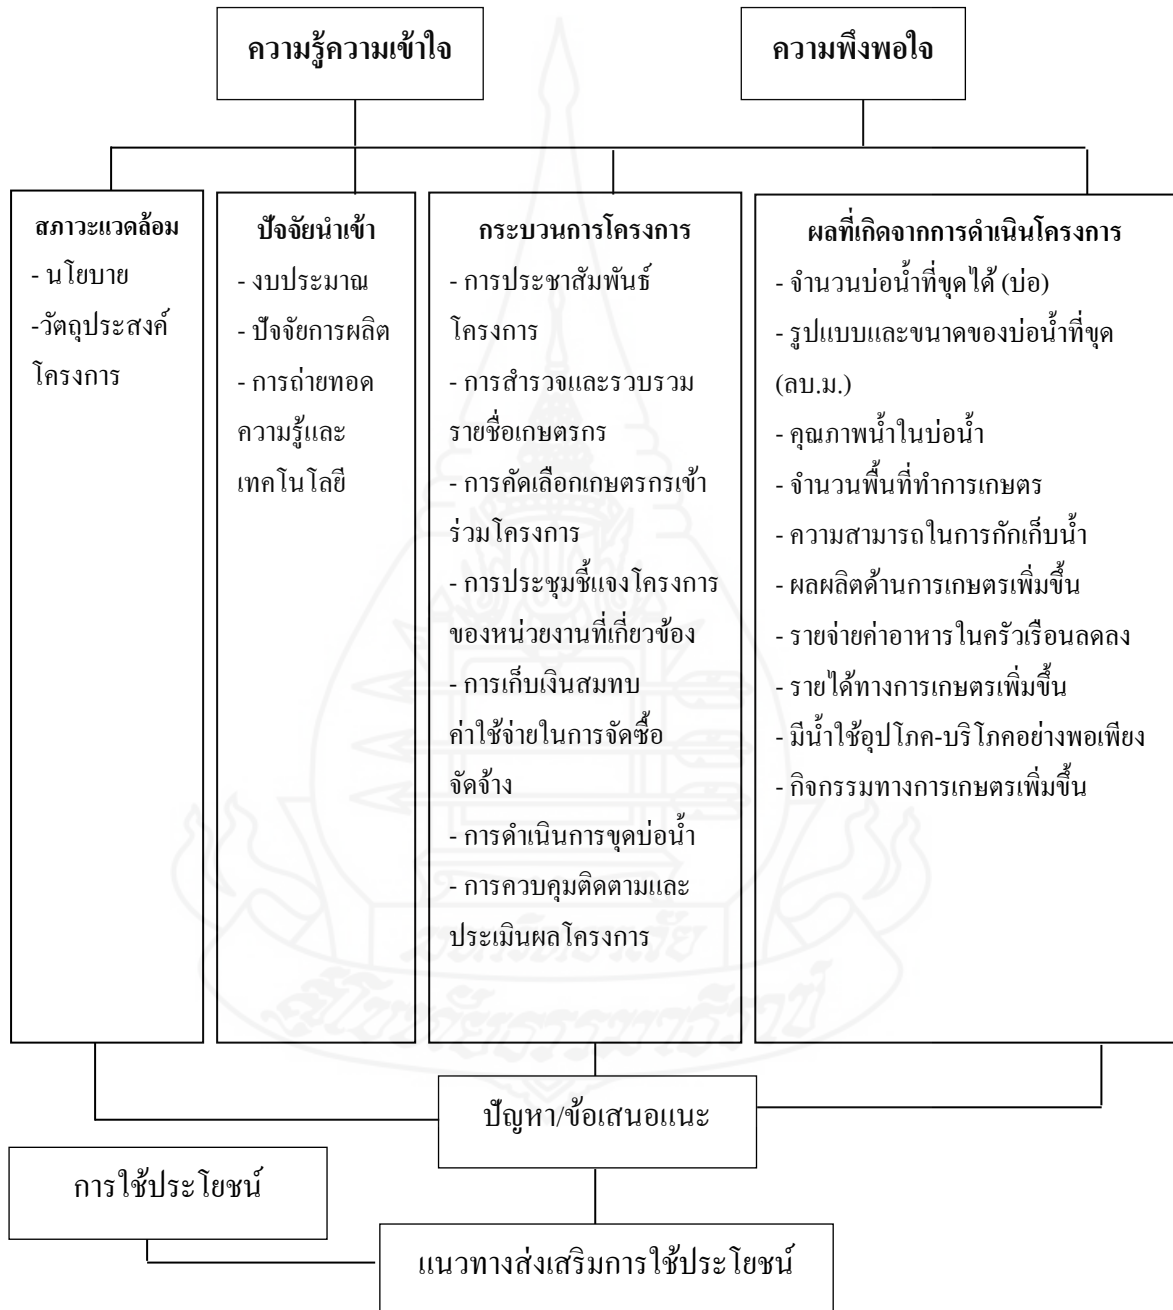 ความรู้ความเข้าใจ
ความพึงพอใจ
สภาวะแวดล้อม
- นโยบาย
-วัตถุประสงค์
โครงการ
ปัจจัยนำเข้า
- งบประมาณ
- ปัจจัยการผลิต
- การถ่ายทอด
ความรู้และ
เทคโนโลยี
กระบวนการโครงการ
- การประชาสัมพันธ์
โครงการ
- การสำรวจและรวบรวม
รายชื่อเกษตรกร
- การคัดเลือกเกษตรกรเข้า
ร่วมโครงการ
- การประชุมชี้แจงโครงการ
ของหน่วยงานที่เกี่ยวข้อง
- การเก็บเงินสมทบ
ค่าใช้จ่ายในการจัดซื้อ
จัดจ้าง
- การดำเนินการขุดบ่อน้ำ
- การควบคุมติดตามและ
ประเมินผลโครงการ
ผลที่เกิดจากการดำเนินโครงการ
- จำนวนบ่อน้ำที่ขุดได้ (บ่อ)
- รูปแบบและขนาดของบ่อน้ำที่ขุด
(ลบ.ม.)
- คุณภาพน้ำในบ่อน้ำ
- จำนวนพื้นที่ทำการเกษตร
- ความสามารถในการกักเก็บน้ำ
- ผลผลิตด้านการเกษตรเพิ่มขึ้น
- รายจ่ายค่าอาหารในครัวเรือนลดลง
- รายได้ทางการเกษตรเพิ่มขึ้น
- มีน้ำใช้อุปโภค-บริโภคอย่างพอเพียง
- กิจกรรมทางการเกษตรเพิ่มขึ้น
มหาวิทยาลัย
สุโขทัยธรรมาธิราช
ปัญหา/ข้อเสนอแนะ
การใช้ประโยชน์
แนวทางส่งเสริมการใช้ประโยชน์